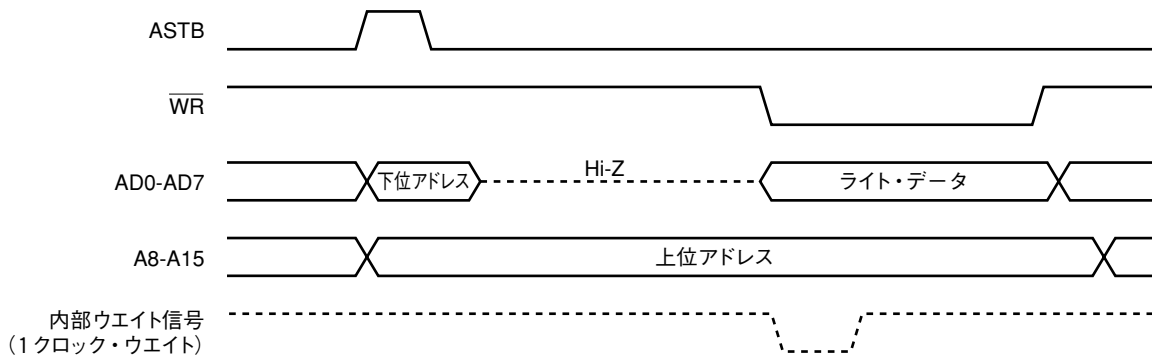 ASTB
WR
AD0-AD7
下位アドレス
Hi-Z
ライト・データ
A8-A15
上位アドレス
内部ウエイト信号
（1クロック・ウエイト）